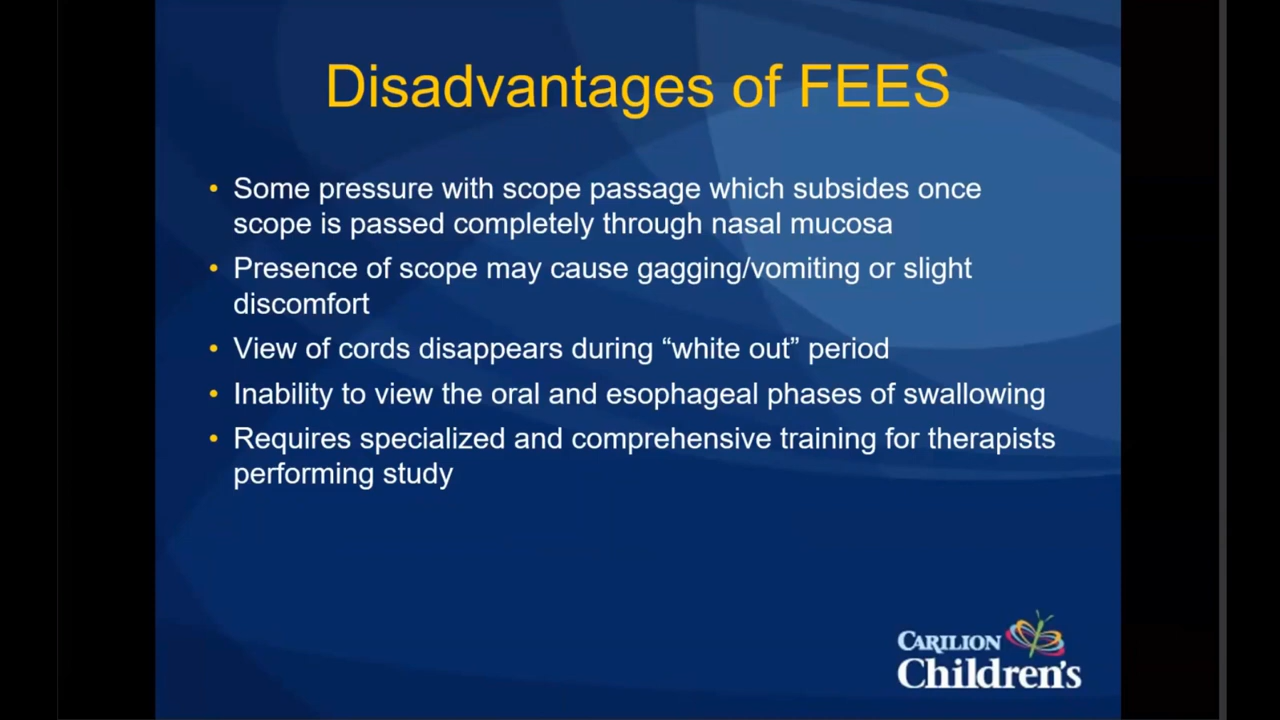 Disadvantages of FEES
• Some pressure with scope passage which subsides once
scope is passed completely through nasal mucosa
• Presence of scope may cause gagging/vomiting or slight
discomfort
• View of cords disappears during “white out” period
• Inability to view the oral and esophageal phases of swallowing
• Requires specialized and comprehensive training for therapists
performing study
CARILION
Children's